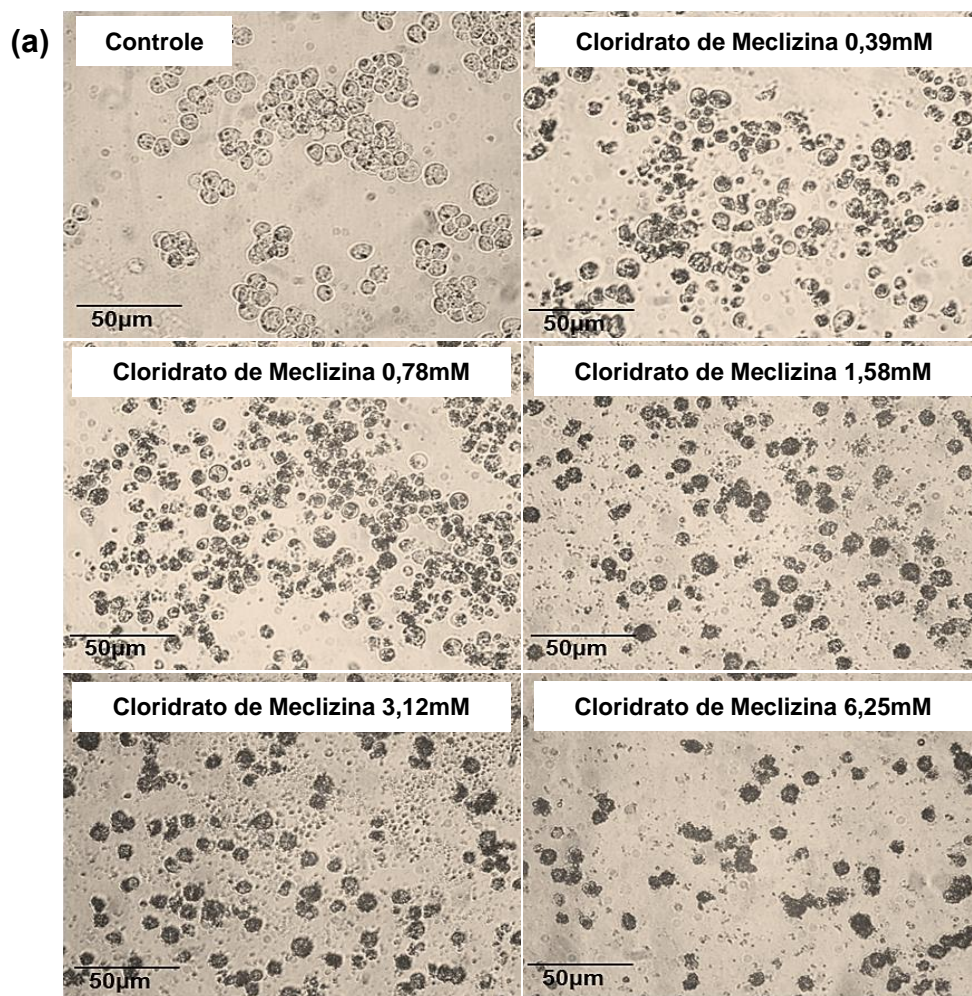 (a)
Controle
Cloridrato de Meclizina 0,39mM
50µm
50µm
Cloridrato de Meclizina 0,78mM
Cloridrato de Meclizina 1,58mM
50µm
50µm
Cloridrato de Meclizina 3,12mM
Cloridrato de Meclizina 6,25mM
50µm
50µm